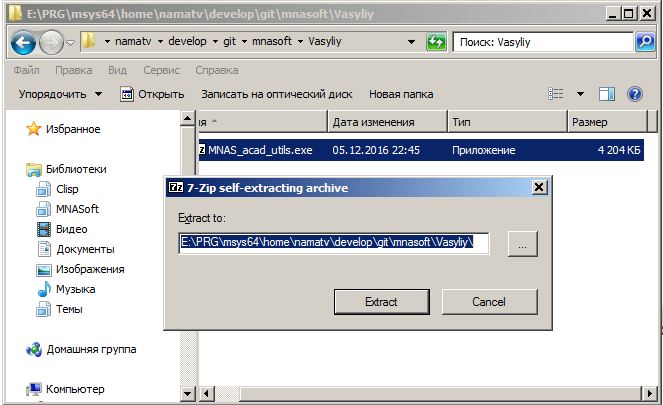 E:\PRG\msys64\home\namatv\develop\git\mnasoft\Vasyliy
namatv develop git mnasoft Vasyliy
Поиск: Vasyliy
Файл Правка Вид Сервис Справка
Упорядочить Открыть Записать на оптический диск Новая папка
Избранное
Библиотеки
Clisp
MNASoft
Видео
Документы
Изображения
Музыка
Темы
Домашняя группа
Компьютер
Дата изменения Тип Размер
MNAS_acad_utils.exe 05.12.2016 22:45 Приложение 4 204 КБ
7-Zip self-extracting archive
Extract to:
E:\PRG\msys64\home\namatv\develop\git\mnasoft\Vasyliy\
...
Extract Cancel